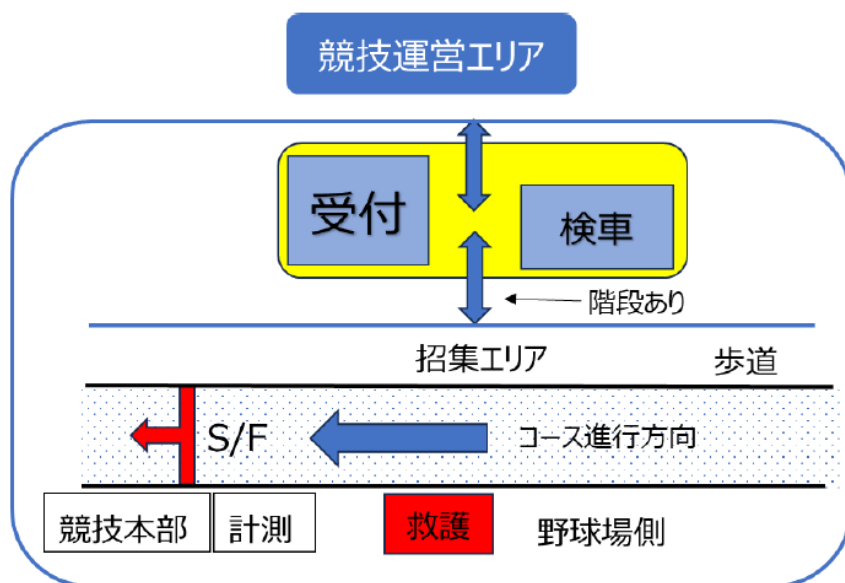 競技運営エリア
受付
検車
階段あり
招集エリア
歩道
S/F
コース進行方向
競技本部
計測
救護
野球場側